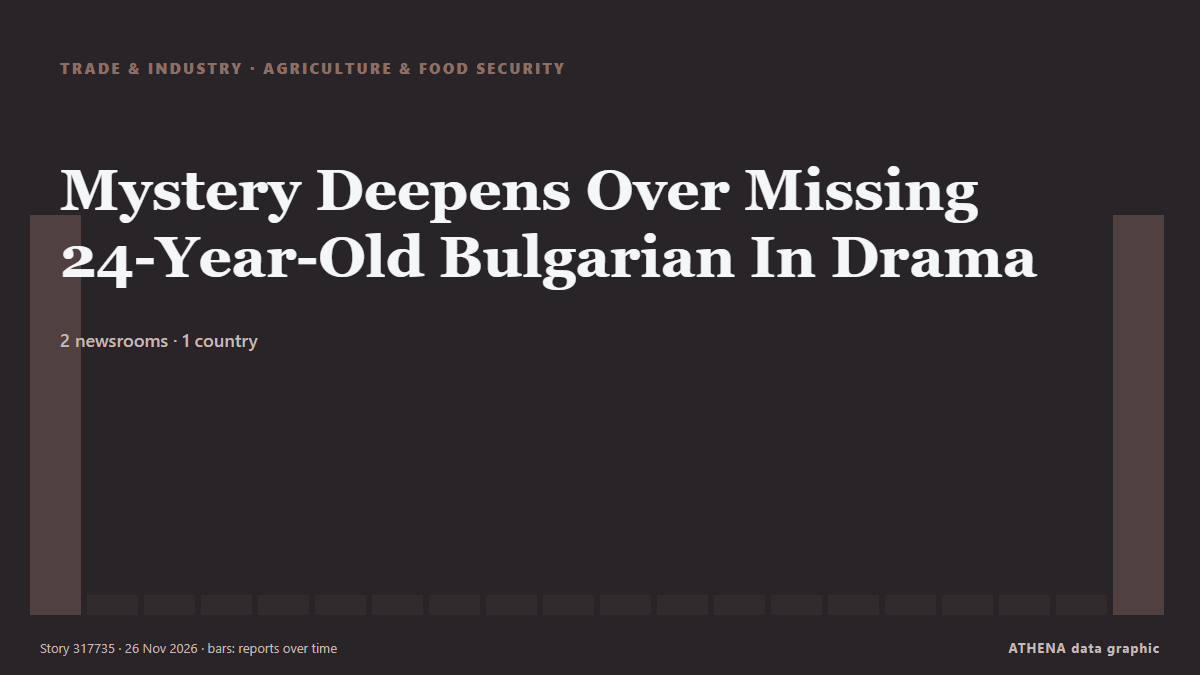 TRADE & INDUSTRY · AGRICULTURE & FOOD SECURITY
Mystery Deepens Over Missing
24-Year-Old Bulgarian In Drama
2 newsrooms · 1 country
Story 317735 · 26 Nov 2026 · bars: reports over time
ATHENA data graphic